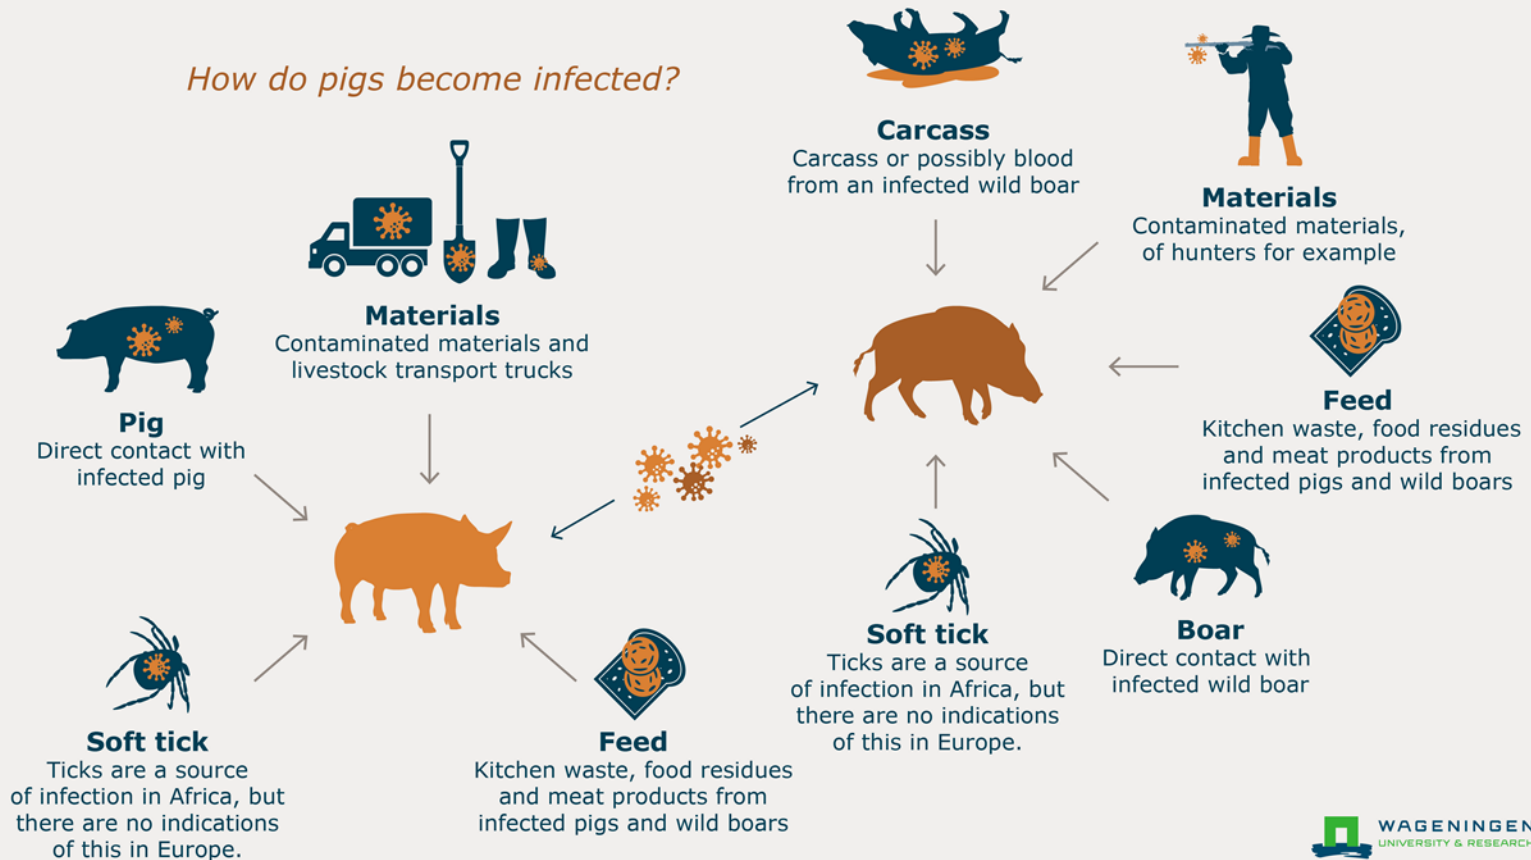 How do pigs become infected?
Carcass
Carcass or possibly blood
from an infected wild boar
Materials
Contaminated materials,
of hunters for example
Materials
Contaminated materials and
livestock transport trucks
Pig
Direct contact with
infected pig
Feed
Kitchen waste, food residues
and meat products from
infected pigs and wild boars
Soft tick
Ticks are a source
of infection in Africa, but
there are no indications
of this in Europe.
Boar
Direct contact with
infected wild boar
Soft tick
Ticks are a source
of infection in Africa, but
there are no indications
of this in Europe.
Feed
Kitchen waste, food residues
and meat products from
infected pigs and wild boars
WAGENINGEN
UNIVERSITY & RESEARCH